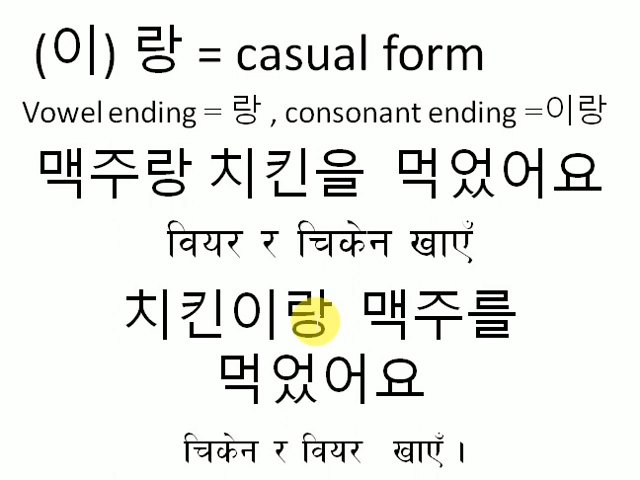 (이) 랑 = casual form
Vowel ending = 랑 , consonant ending =이랑
맥주랑 치킨을 먹었어요
वियर र चिकेन खाएँ
치킨이랑 맥주를
먹었어요
चिकेन र वियर खाएँ ।